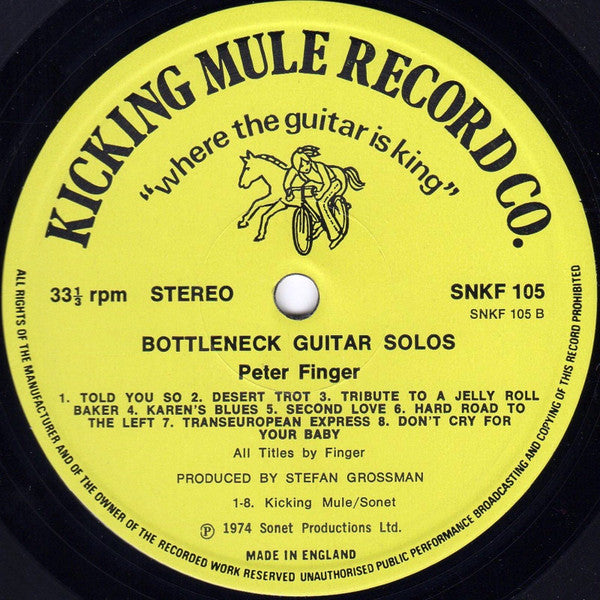 KICKING MULE RECORD CO.
"where the guitar is king"
33⅓ rpm STEREO
SNKF 105
SNKF 105 B
BOTTLENECK GUITAR SOLOS
Peter Finger
1. TOLD YOU SO 2. DESERT TROT 3. TRIBUTE TO A JELLY ROLL
BAKER 4. KAREN'S BLUES 5. SECOND LOVE 6. HARD ROAD TO
THE LEFT 7. TRANSEUROPEAN EXPRESS 8. DON'T CRY FOR
YOUR BABY
All Titles by Finger
PRODUCED BY STEFAN GROSSMAN
1-8. Kicking Mule/Sonet
Ⓟ 1974 Sonet Productions Ltd.
MADE IN ENGLAND
ALL RIGHTS OF THE MANUFACTURER AND OF THE OWNER OF THE RECORDED WORK RESERVED UNAUTHORISED PUBLIC PERFORMANCE BROADCASTING AND COPYING OF THIS RECORD PROHIBITED